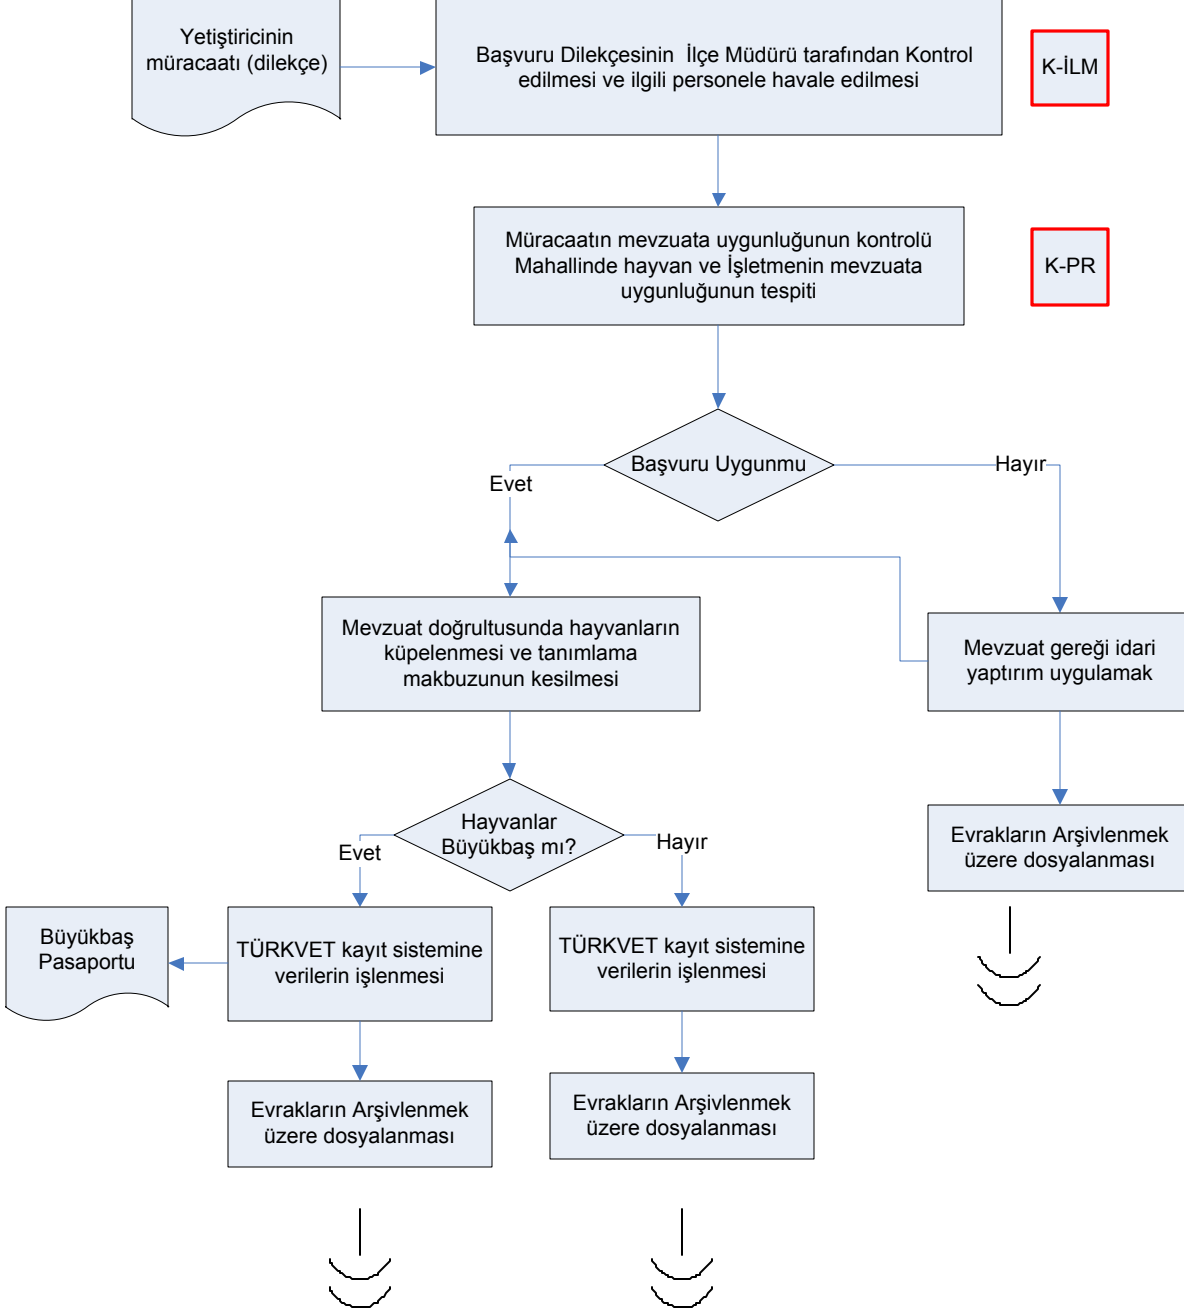 Yetiştiricinin
müracaatı (dilekçe)
Başvuru Dilekçesinin İlçe Müdürü tarafından Kontrol
edilmesi ve ilgili personele havale edilmesi
K-İLM
Müracaatın mevzuata uygunluğunun kontrolü
Mahallinde hayvan ve İşletmenin mevzuata
uygunluğunun tespiti
K-PR
Başvuru Uygunmu
Evet
Hayır
Mevzuat doğrultusunda hayvanların
küpelenmesi ve tanımlama
makbuzunun kesilmesi
Mevzuat gereği idari
yaptırım uygulamak
Hayvanlar
Büyükbaş mı?
Evet
Hayır
Evrakların Arşivlenmek
üzere dosyalanması
Büyükbaş
Pasaportu
TÜRKVET kayıt sistemine
verilerin işlenmesi
TÜRKVET kayıt sistemine
verilerin işlenmesi
Evrakların Arşivlenmek
üzere dosyalanması
Evrakların Arşivlenmek
üzere dosyalanması